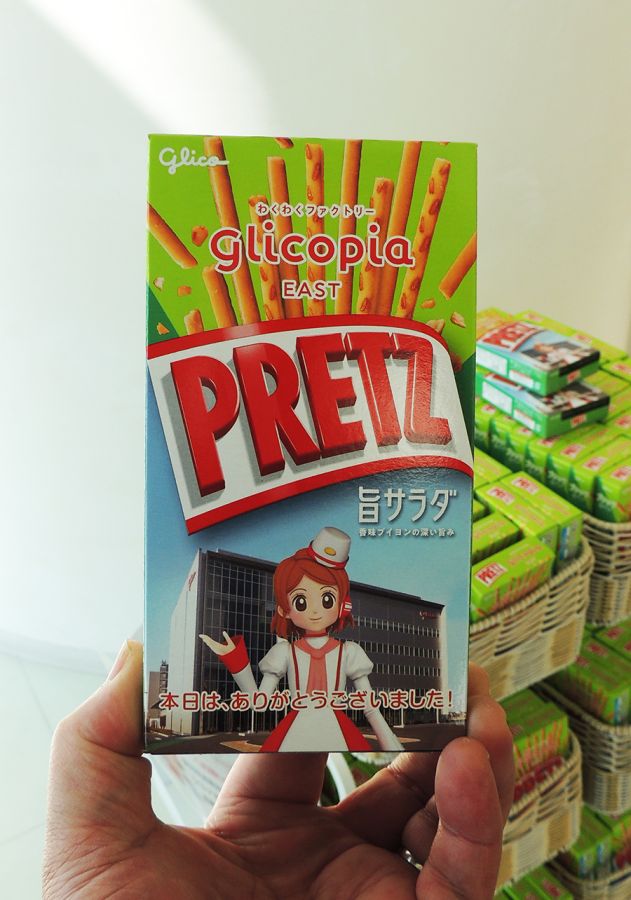 Glico
わくわくファクトリー
glicopia
EAST
PRETZ
旨サラダ
香味ブイヨンの深い旨み
本日は、ありがとうございました!
PRETZ